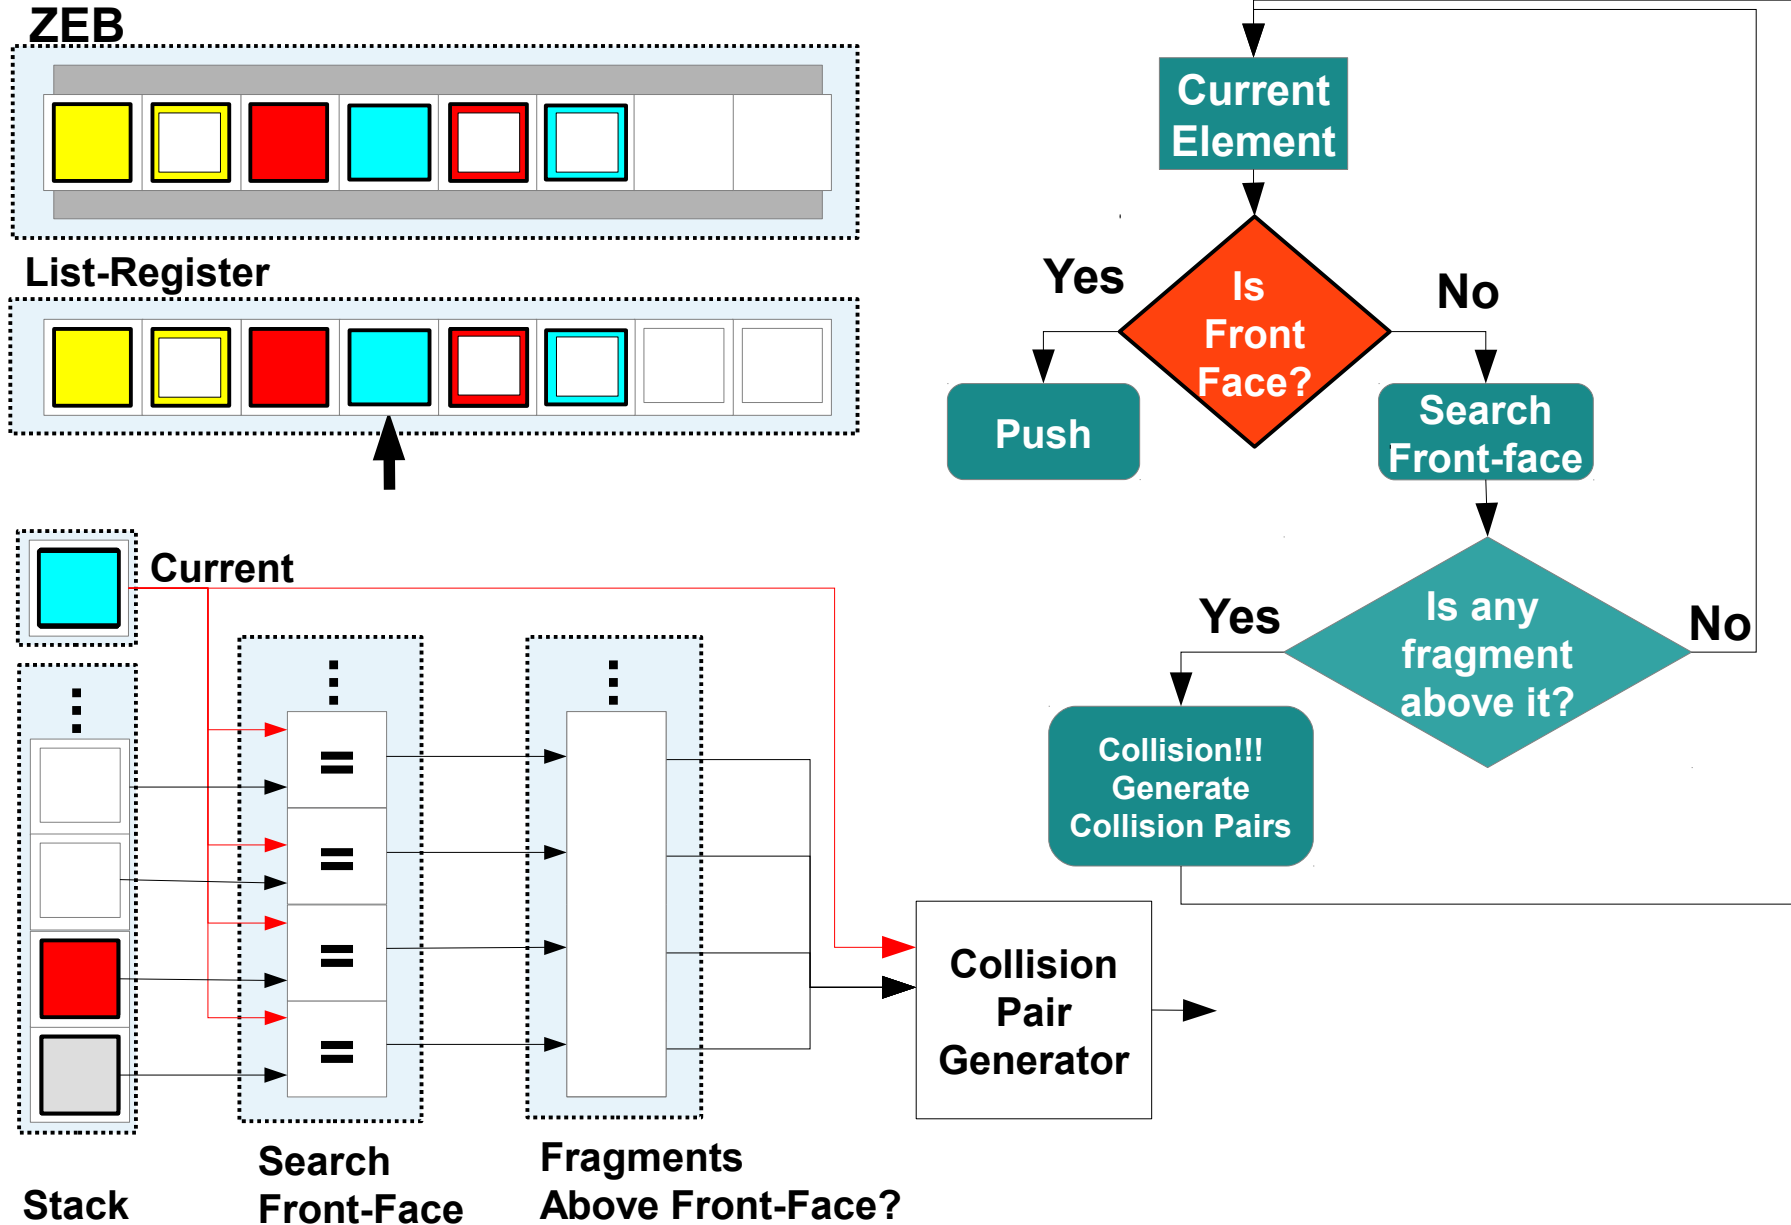 ZEB
List-Register
Current
=
=
=
=
Stack
Search
Front-Face
Fragments
Above Front-Face?
Collision
Pair
Generator
Current
Element
Is
Front
Face?
Yes
No
Push
Search
Front-face
Is any
fragment
above it?
Yes
No
Collision!!!
Generate
Collision Pairs